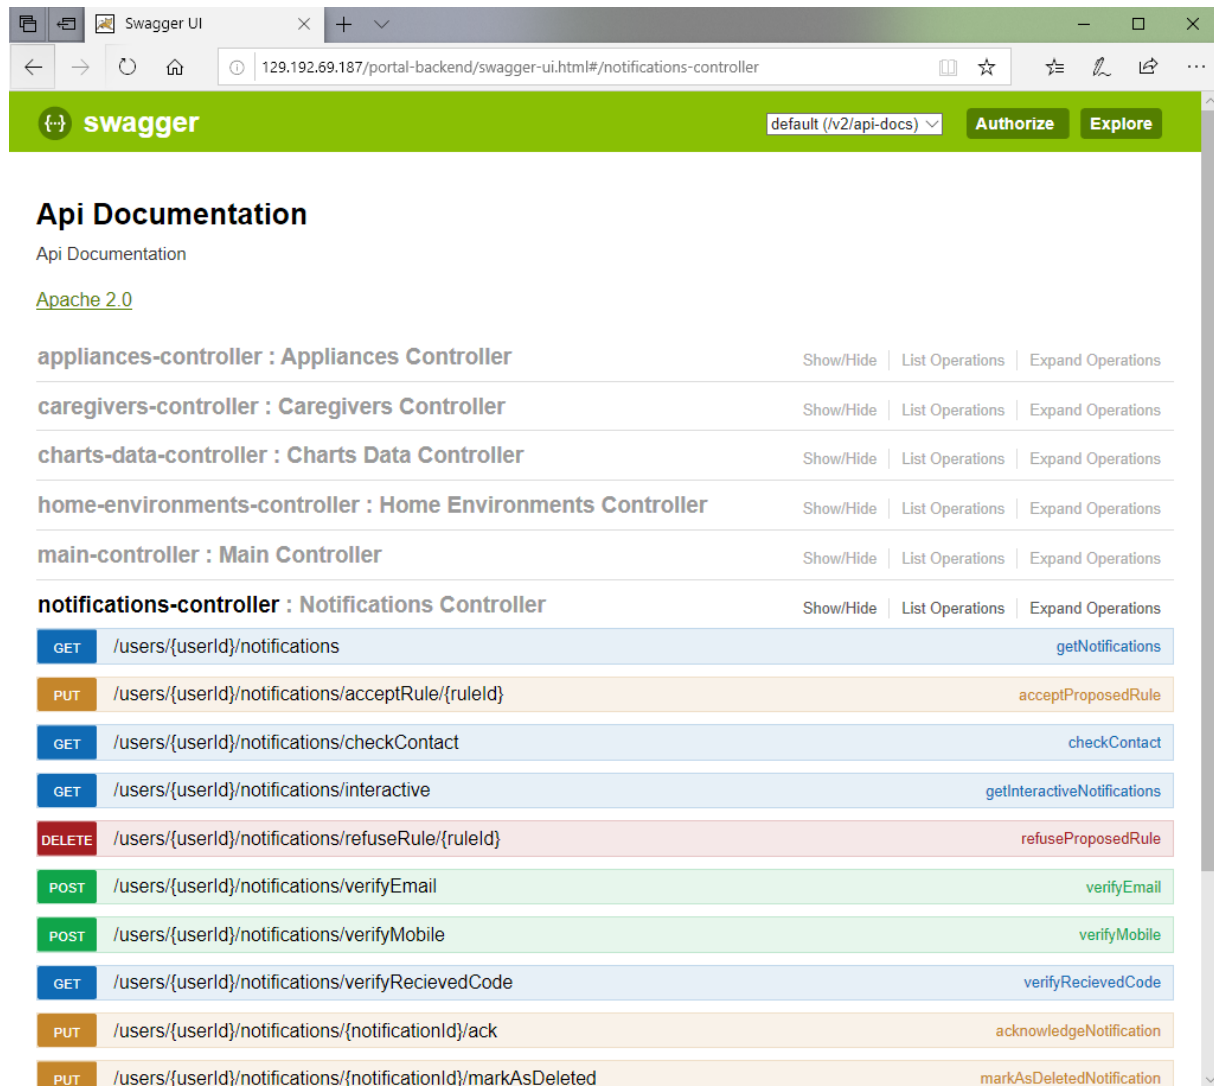 Swagger UI
129.192.69.187/portal-backend/swagger-ui.html#/notifications-controller
{··} swagger default (/v2/api-docs) Authorize Explore
Api Documentation
Api Documentation
Apache 2.0
appliances-controller : Appliances Controller Show/Hide List Operations Expand Operations
caregivers-controller : Caregivers Controller Show/Hide List Operations Expand Operations
charts-data-controller : Charts Data Controller Show/Hide List Operations Expand Operations
home-environments-controller : Home Environments Controller Show/Hide List Operations Expand Operations
main-controller : Main Controller Show/Hide List Operations Expand Operations
notifications-controller : Notifications Controller Show/Hide List Operations Expand Operations
GET /users/{userId}/notifications getNotifications
PUT /users/{userId}/notifications/acceptRule/{ruleId} acceptProposedRule
GET /users/{userId}/notifications/checkContact checkContact
GET /users/{userId}/notifications/interactive getInteractiveNotifications
DELETE /users/{userId}/notifications/refuseRule/{ruleId} refuseProposedRule
POST /users/{userId}/notifications/verifyEmail verifyEmail
POST /users/{userId}/notifications/verifyMobile verifyMobile
GET /users/{userId}/notifications/verifyRecievedCode verifyRecievedCode
PUT /users/{userId}/notifications/{notificationId}/ack acknowledgeNotification
PUT /users/{userId}/notifications/{notificationId}/markAsDeleted markAsDeletedNotification